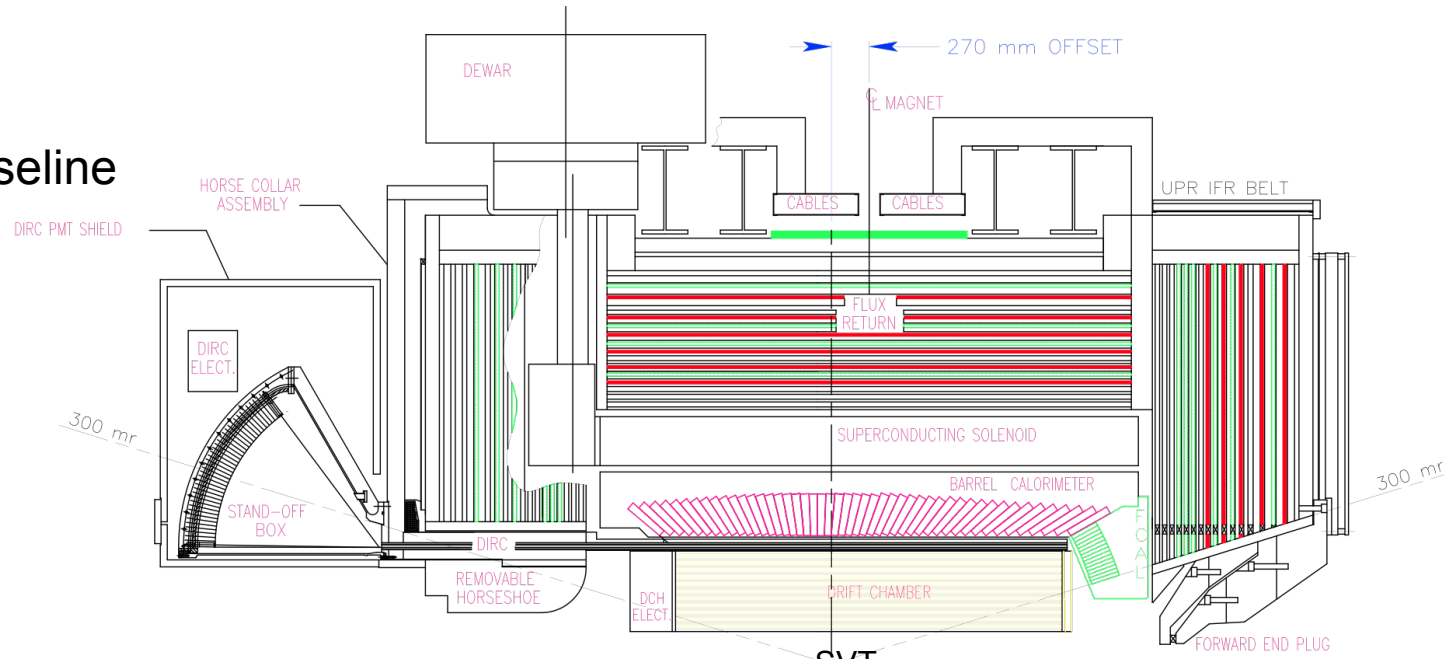 270 mm OFFSET
DEWAR
℄ MAGNET
seline
HORSE COLLAR
ASSEMBLY
UPR IFR BELT
CABLES
CABLES
DIRC PMT SHIELD
FLUX
RETURN
DIRC
ELECT.
300 mr
SUPERCONDUCTING SOLENOID
300 mr
BARREL CALORIMETER
STAND-OFF
BOX
FCAL
DIRC
REMOVABLE
HORSESHOE
DCH
ELECT.
DRIFT CHAMBER
FORWARD END PLUG
SVT